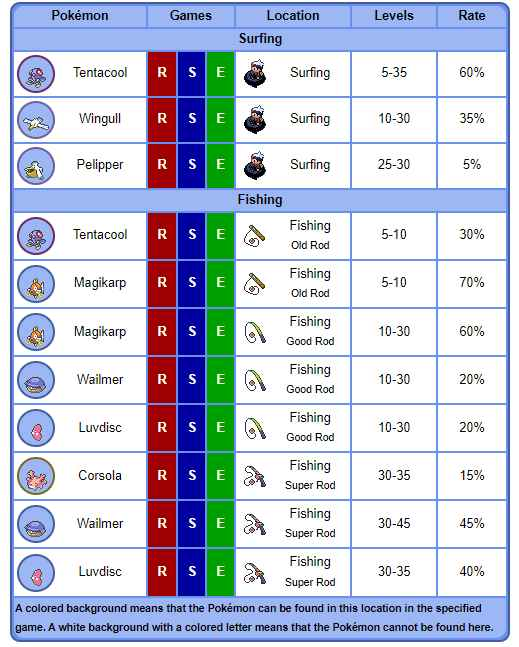 Pokémon Games Location Levels Rate
Surfing
Tentacool R S E Surfing 5-35 60%
Wingull R S E Surfing 10-30 35%
Pelipper R S E Surfing 25-30 5%
Fishing
Tentacool R S E Fishing Old Rod 5-10 30%
Magikarp R S E Fishing Old Rod 5-10 70%
Magikarp R S E Fishing Good Rod 10-30 60%
Wailmer R S E Fishing Good Rod 10-30 20%
Luvdisc R S E Fishing Good Rod 10-30 20%
Corsola R S E Fishing Super Rod 30-35 15%
Wailmer R S E Fishing Super Rod 30-45 45%
Luvdisc R S E Fishing Super Rod 30-35 40%
A colored background means that the Pokémon can be found in this location in the specified
game. A white background with a colored letter means that the Pokémon cannot be found here.